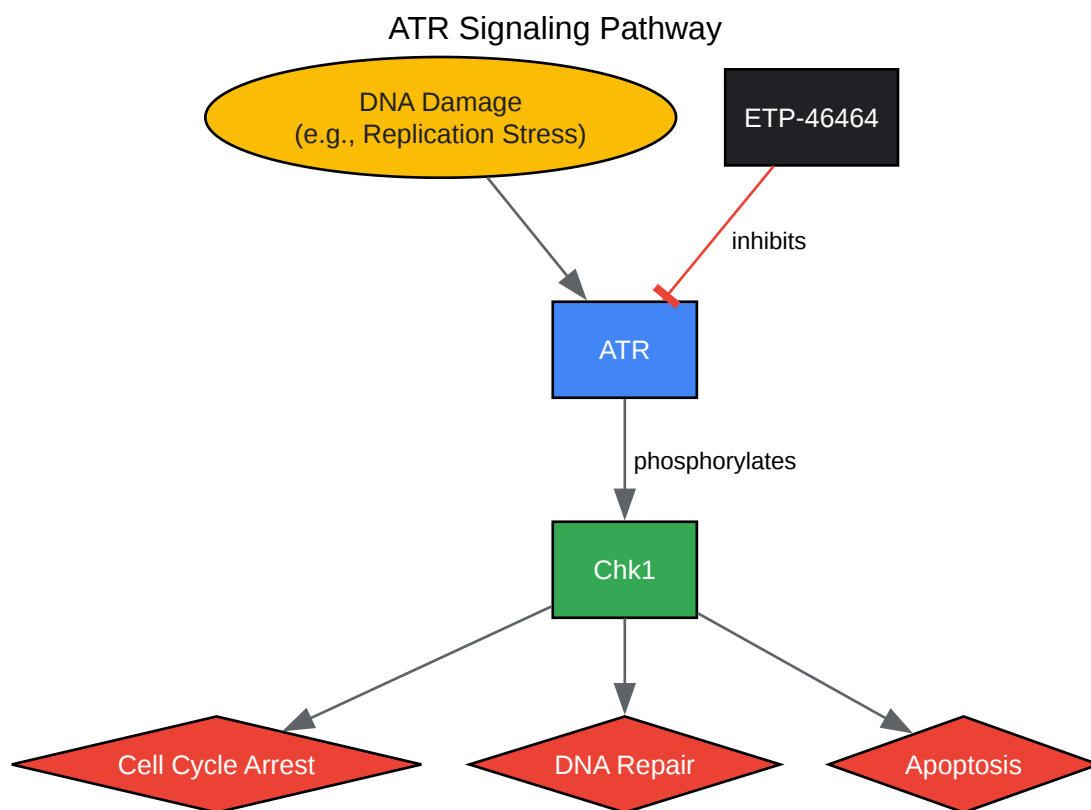 ATR Signaling Pathway
DNA Damage
(e.g., Replication Stress)
ETP-46464
inhibits
ATR
phosphorylates
Chk1
Cell Cycle Arrest
DNA Repair
Apoptosis